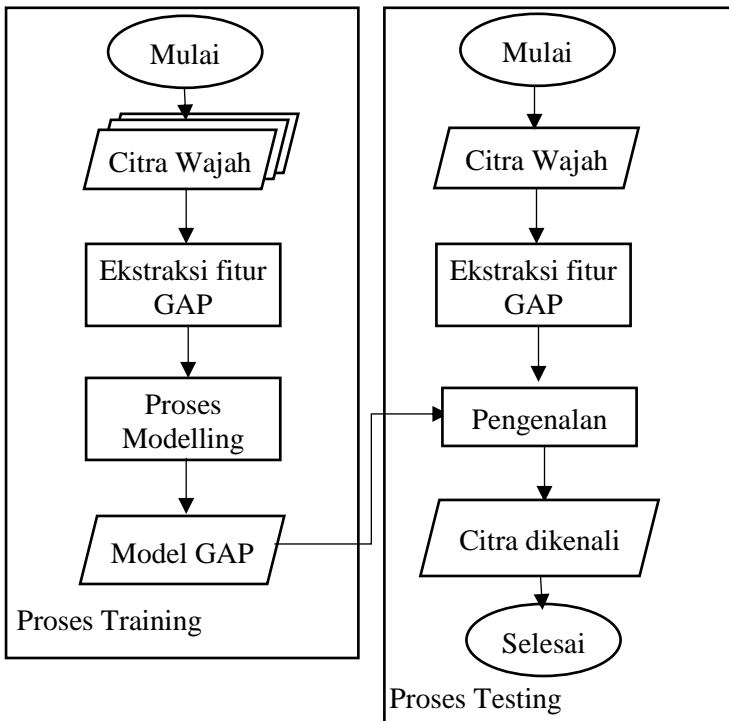 Mulai
Citra Wajah
Ekstraksi fitur
GAP
Proses
Modelling
Model GAP
Proses Training
Mulai
Citra Wajah
Ekstraksi fitur
GAP
Pengenalan
Citra dikenali
Selesai
Proses Testing